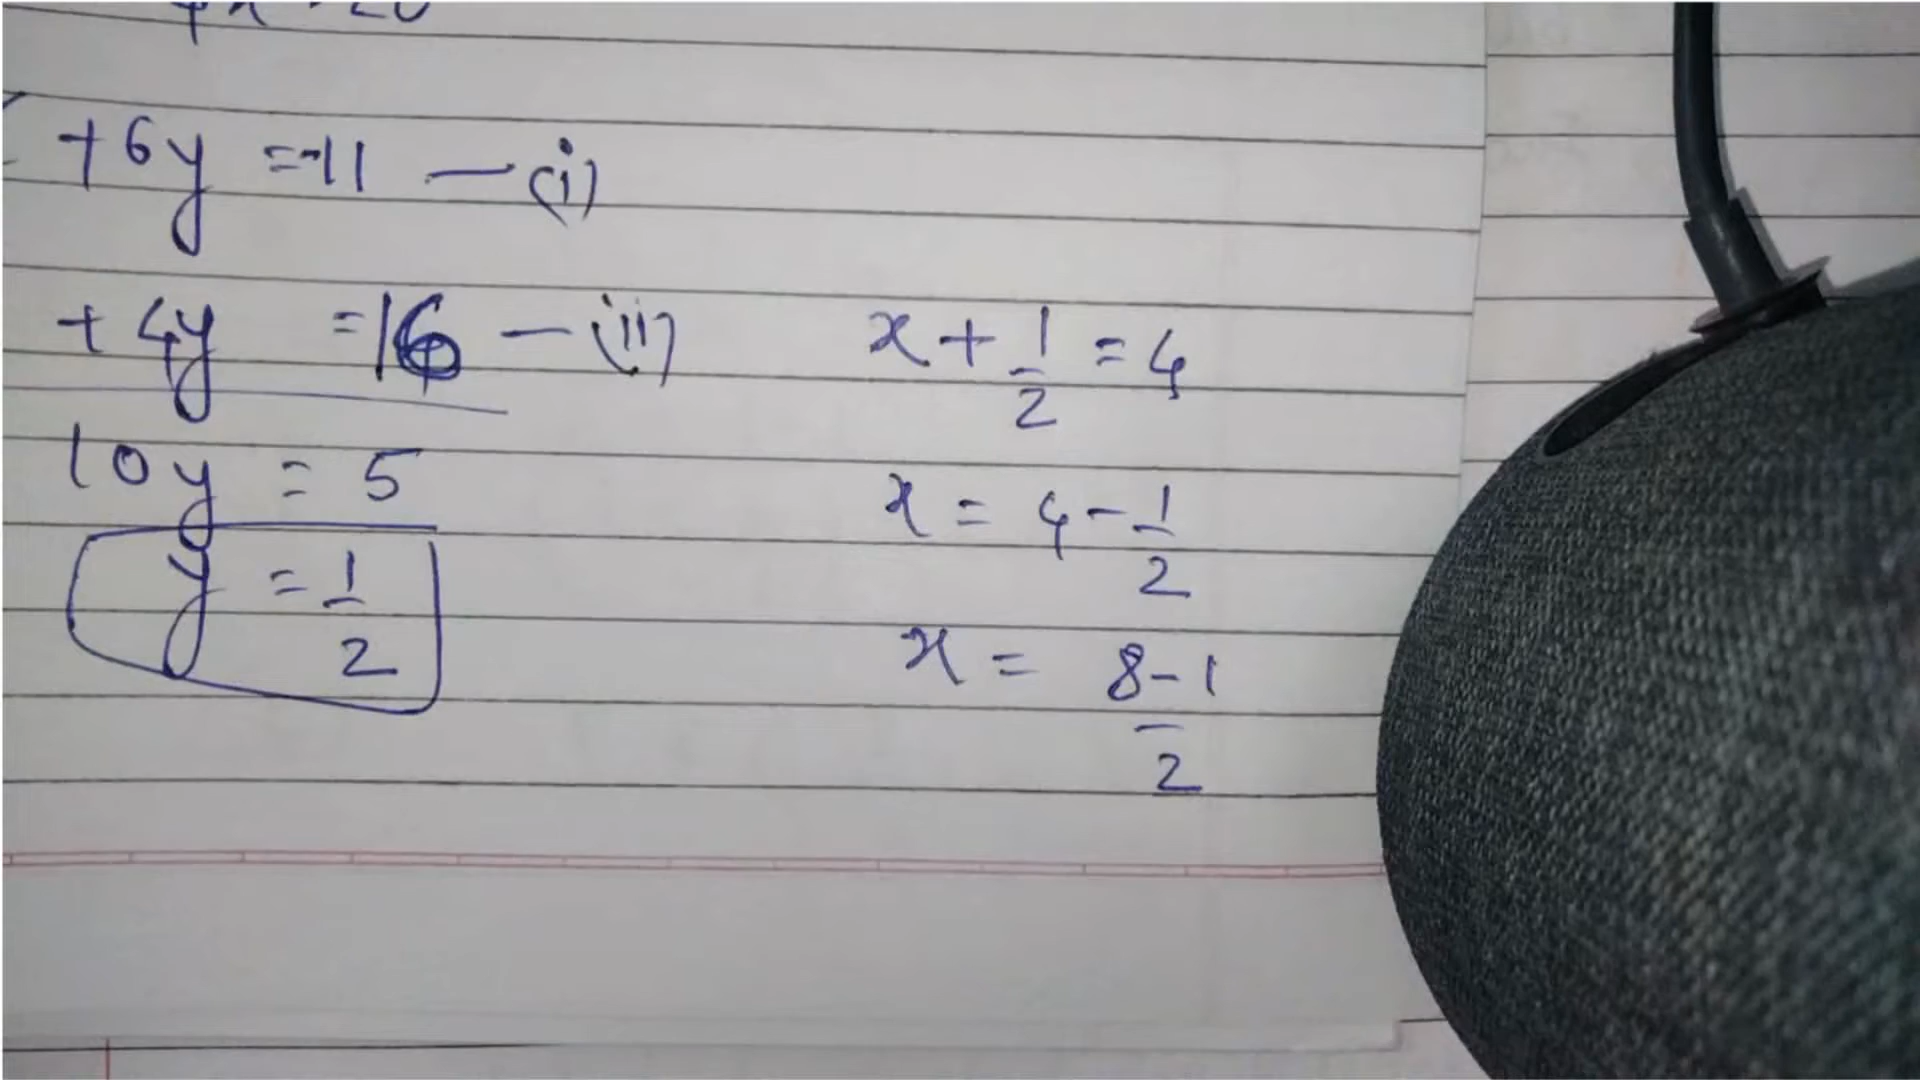 +6y = -11 — (i)
+4y = 16 — (ii)
10y = 5
y = 1/2
x + 1/2 = 4
x = 4 - 1/2
x = 8-1/2